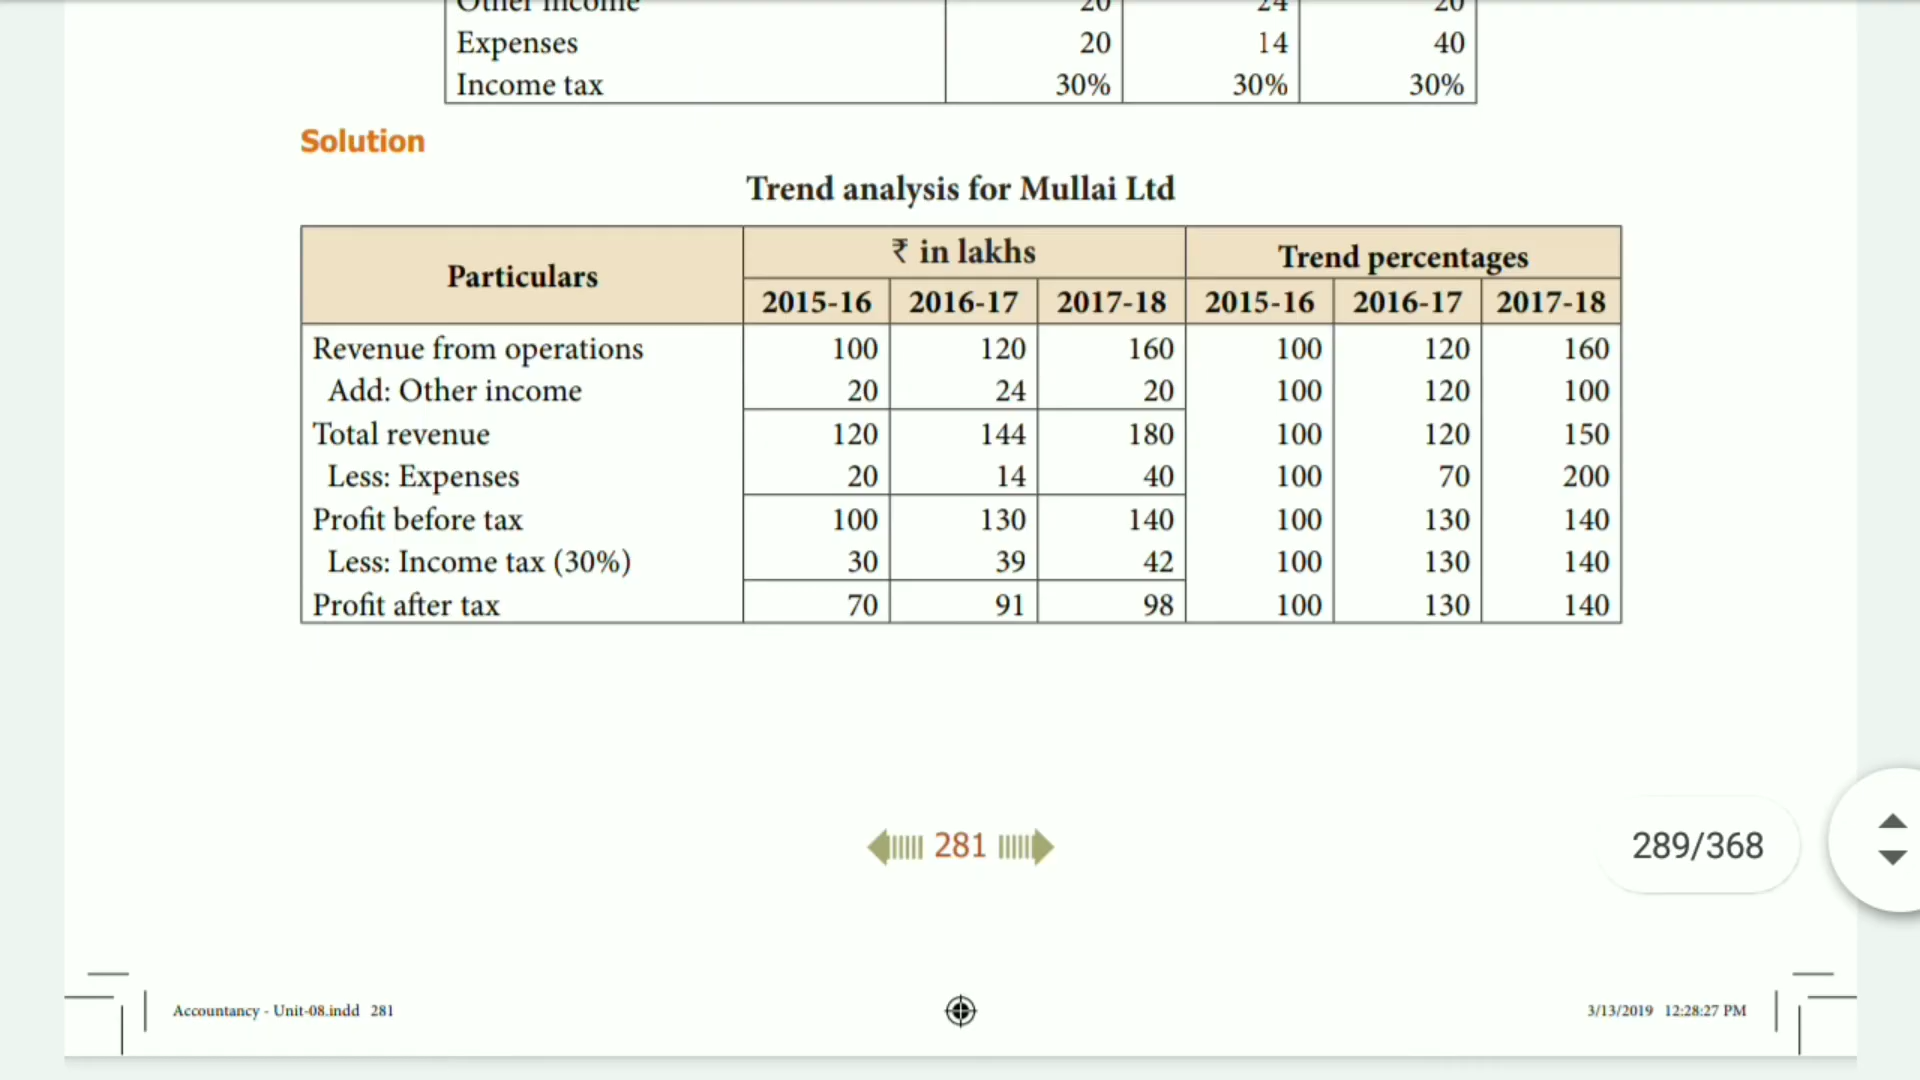 Other income 20 24 20
Expenses 20 14 40
Income tax 30% 30% 30%
Solution
Trend analysis for Mullai Ltd
Particulars ₹ in lakhs Trend percentages
2015-16 2016-17 2017-18 2015-16 2016-17 2017-18
Revenue from operations 100 120 160 100 120 160
Add: Other income 20 24 20 100 120 100
Total revenue 120 144 180 100 120 150
Less: Expenses 20 14 40 100 70 200
Profit before tax 100 130 140 100 130 140
Less: Income tax (30%) 30 39 42 100 130 140
Profit after tax 70 91 98 100 130 140
281
289/368
Accountancy - Unit-08.indd 281
3/13/2019 12:28:27 PM